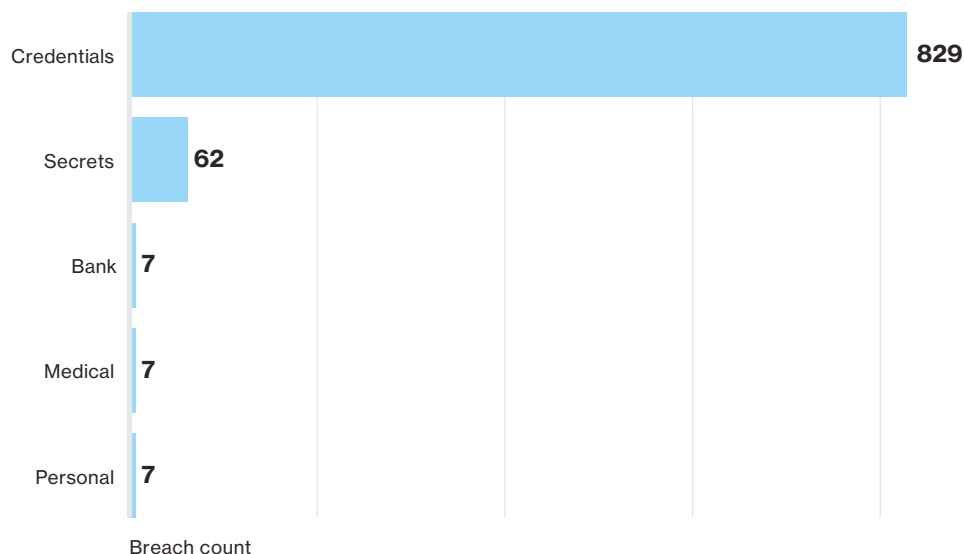 Credentials 829
Secrets 62
Bank 7
Medical 7
Personal 7
Breach count